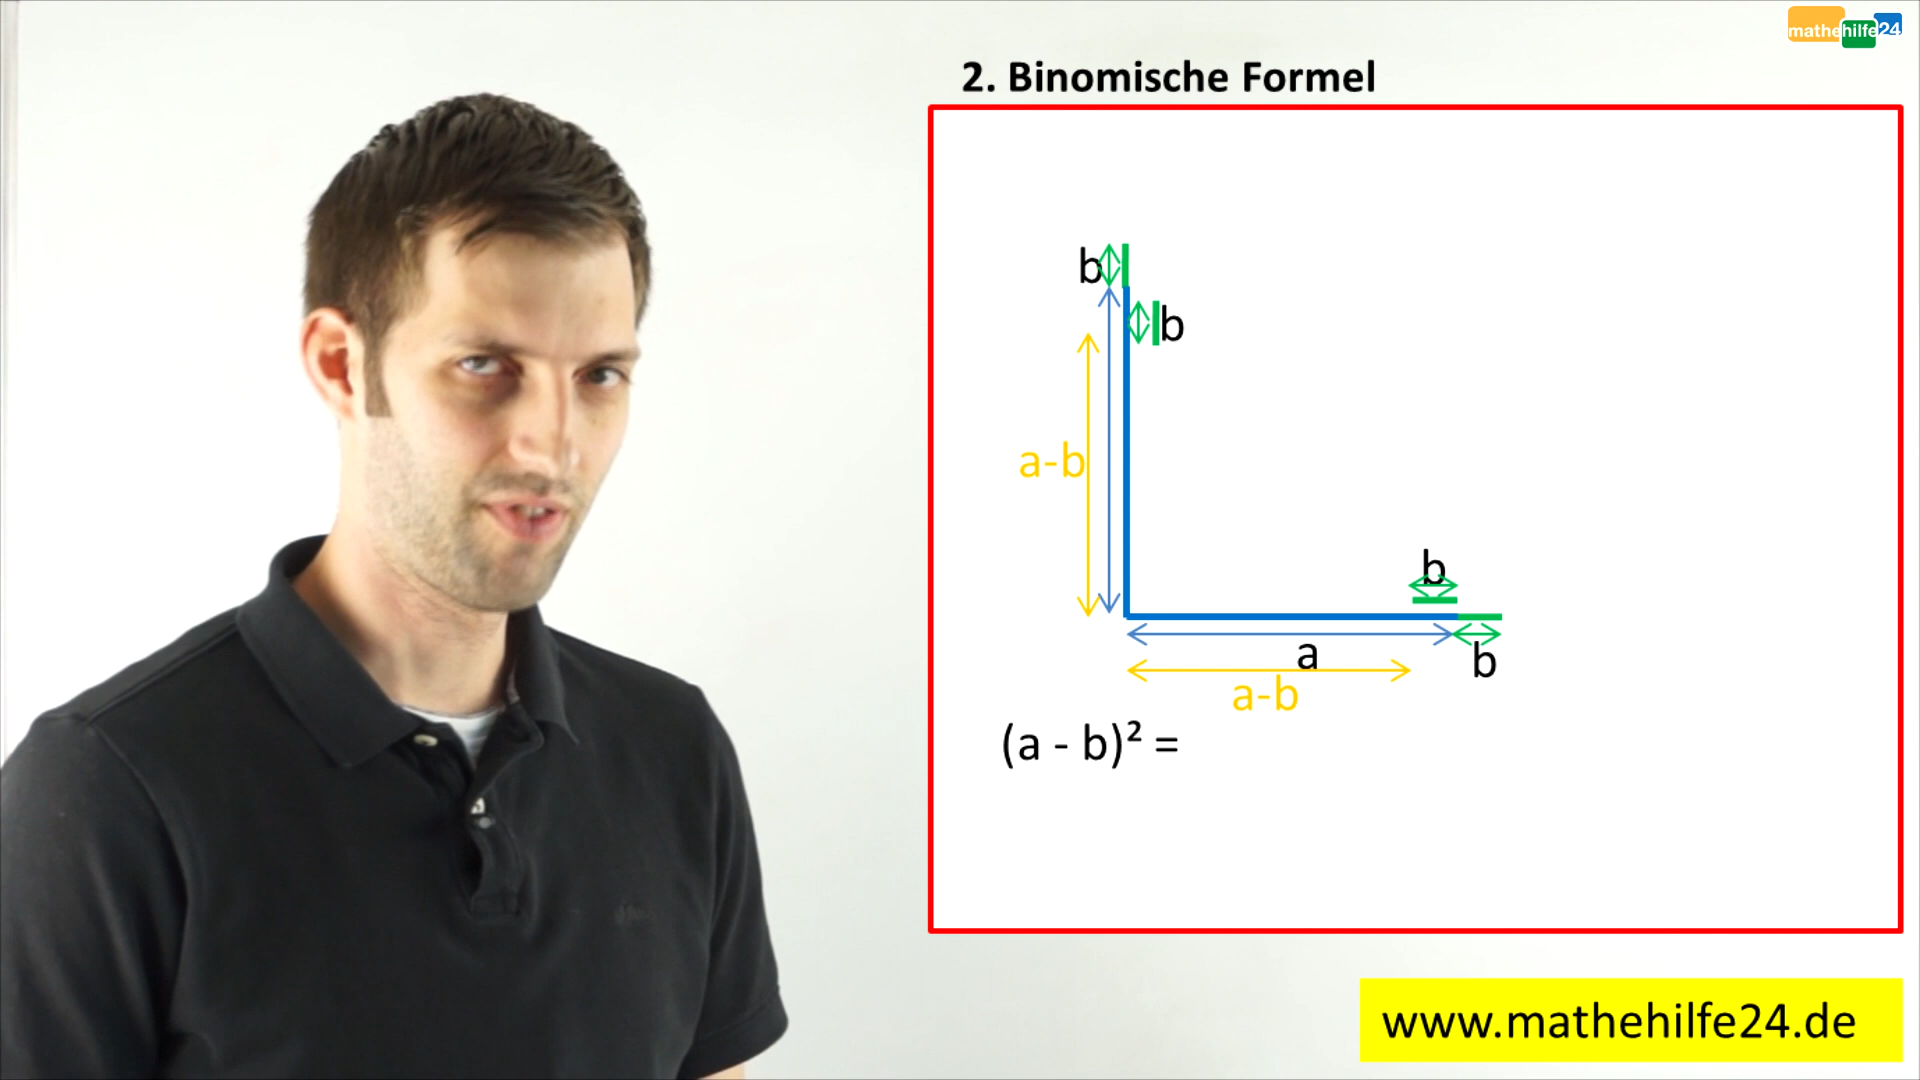 mathehilfe24
2. Binomische Formel
b
b
a-b
b
a
b
a-b
(a - b)² =
www.mathehilfe24.de